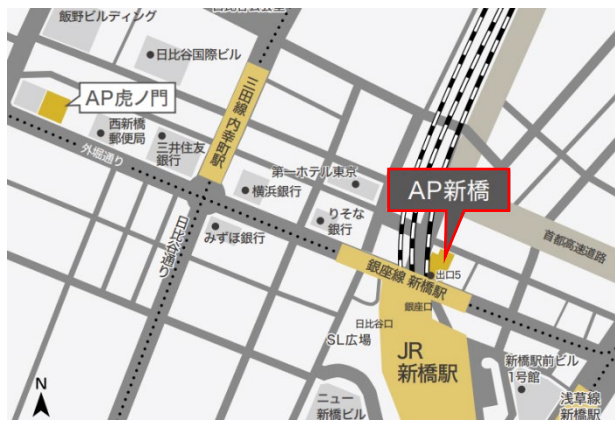 飯野ビルディング
日比谷国際ビル
AP虎ノ門
西新橋
郵便局
三井住友
銀行
三田線 内幸町駅
外堀通り
横浜銀行
第一ホテル東京
AP新橋
りそな
銀行
みずほ銀行
日比谷通り
首都高速道路
銀座線 新橋駅
出口5
銀座口
日比谷口
SL広場
JR
新橋駅
新橋駅前ビル
1号館
ニュー
新橋ビル
浅草線
新橋駅
N